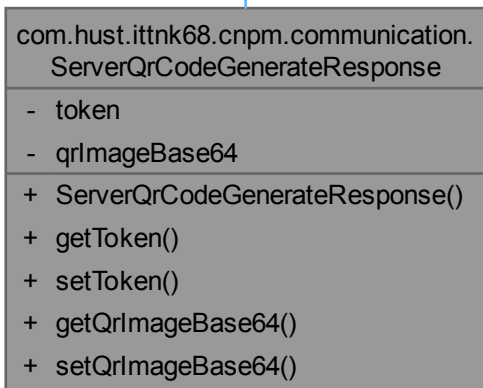 com.hust.ittnk68.cnpm.communication.
ServerQrCodeGenerateResponse
- token
- qrImageBase64
+ ServerQrCodeGenerateResponse()
+ getToken()
+ setToken()
+ getQrImageBase64()
+ setQrImageBase64()